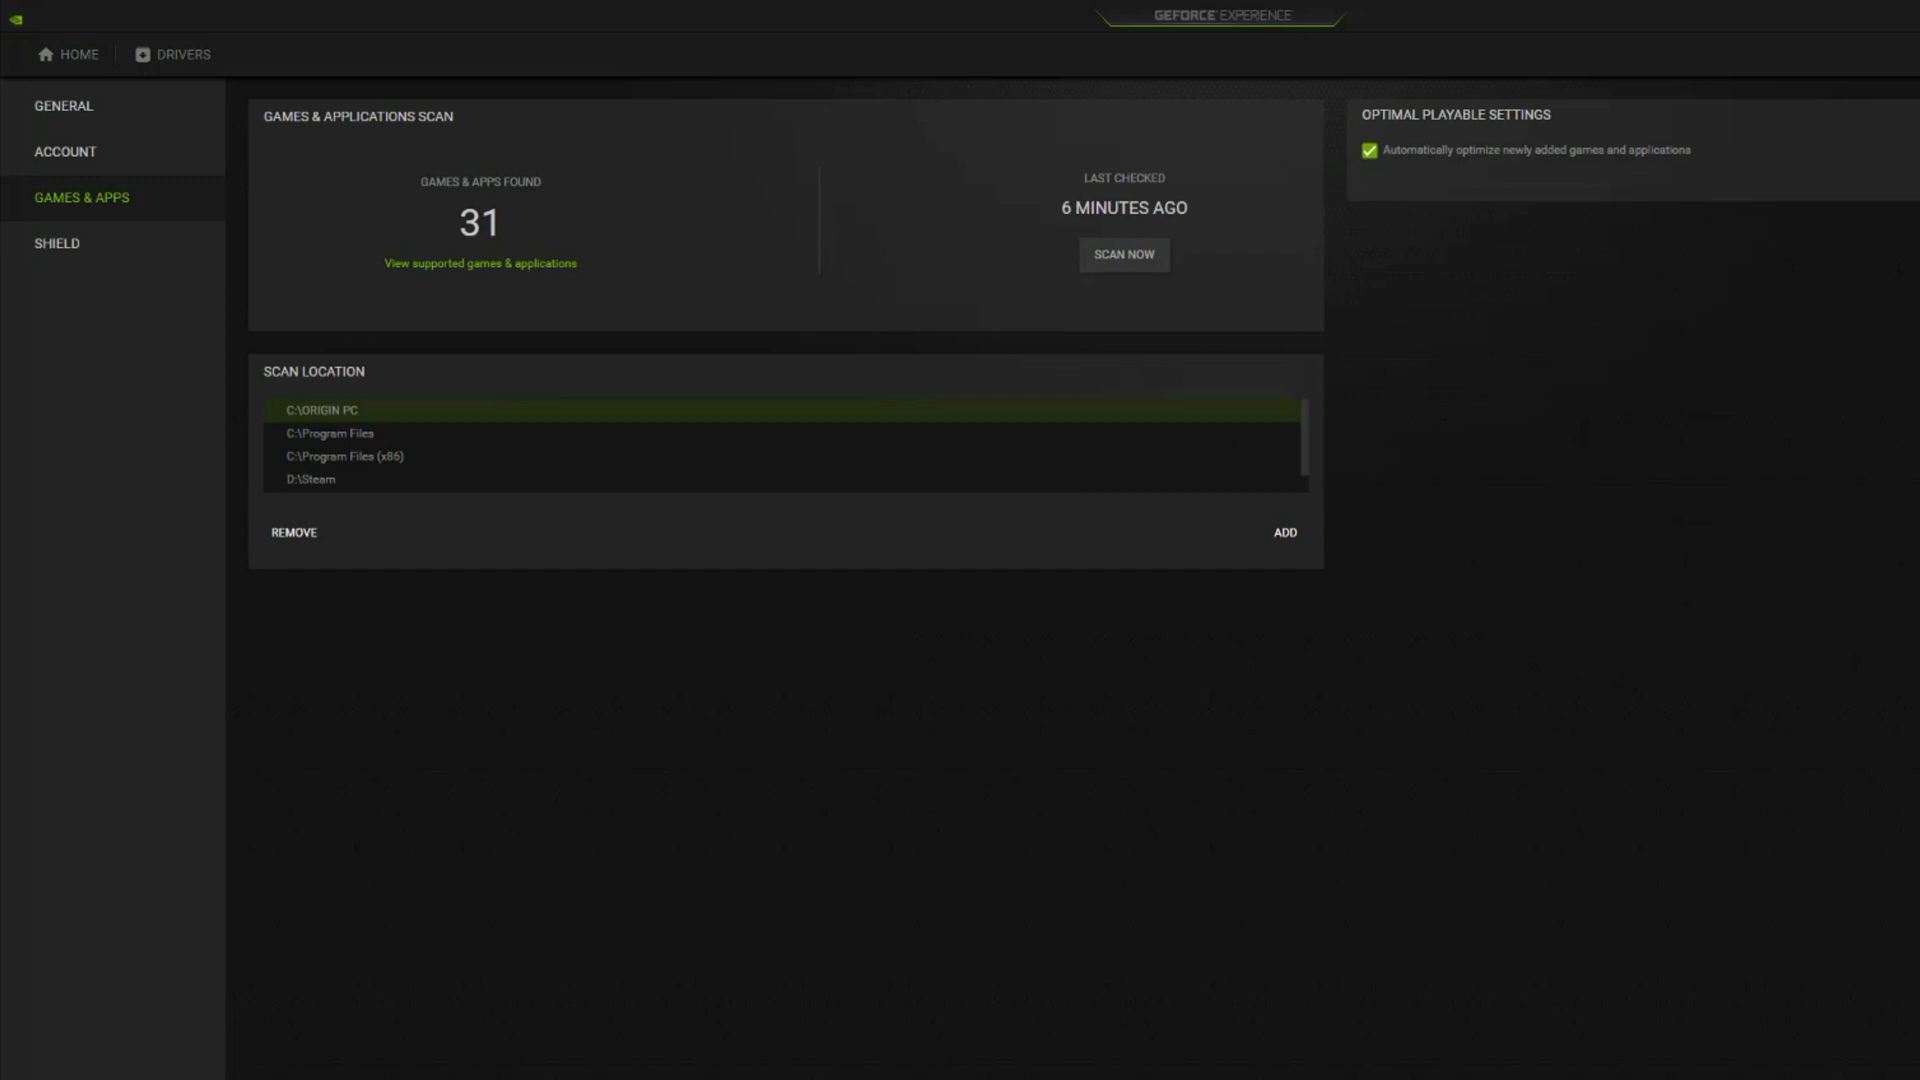 GEFORCE EXPERIENCE
HOME
DRIVERS
GENERAL
ACCOUNT
GAMES & APPS
SHIELD
GAMES & APPLICATIONS SCAN
GAMES & APPS FOUND
31
View supported games & applications
LAST CHECKED
6 MINUTES AGO
SCAN NOW
SCAN LOCATION
C:\ORIGIN PC
C:\Program Files
C:\Program Files (x86)
D:\Steam
REMOVE
ADD
OPTIMAL PLAYABLE SETTINGS
Automatically optimize newly added games and applications